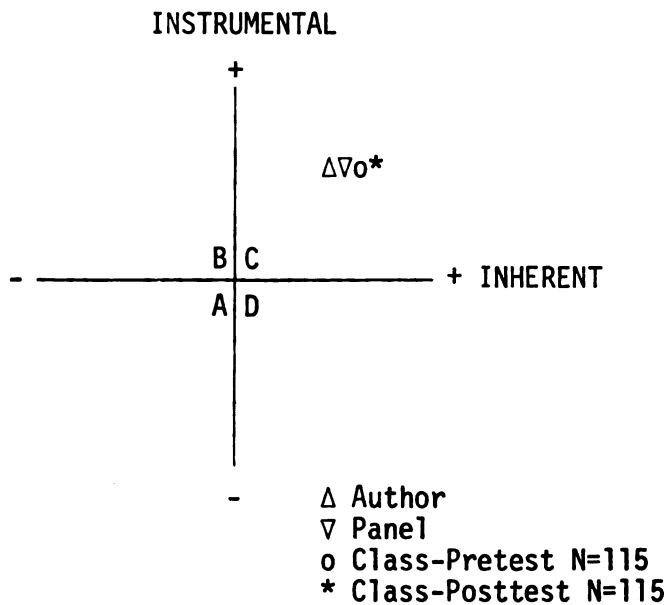 INSTRUMENTAL
+
Δ∇o*
B C
- + INHERENT
A D
-
Δ Author
∇ Panel
o Class-Pretest N=115
* Class-Posttest N=115